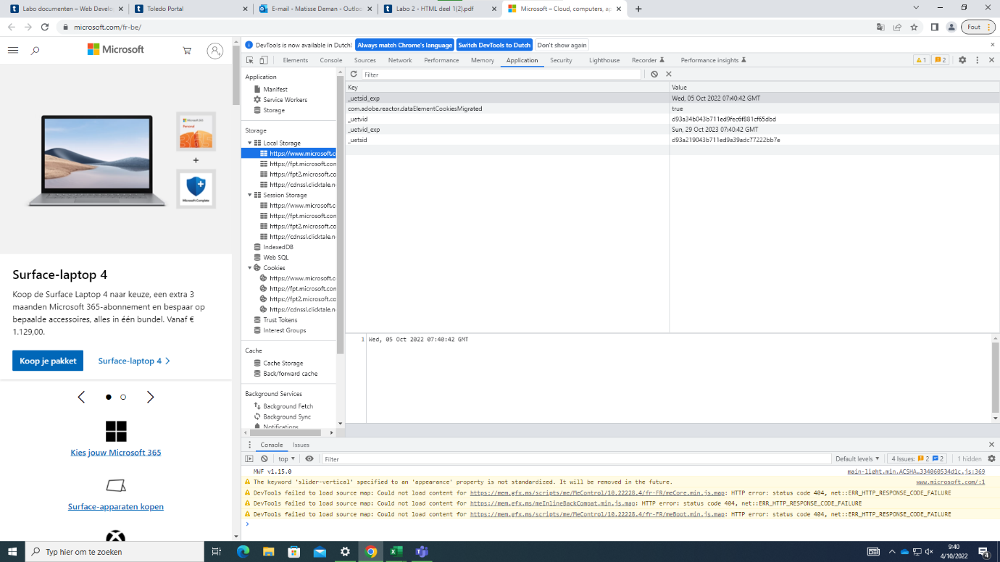 Labo documenten – Web Develo
Toledo Portal
E-mail - Matisse Deman - Outloo
Labo 2 - HTML deel 1(2).pdf
Microsoft – Cloud, computers, ap
microsoft.com/fr-be/
Fout
Microsoft
Surface-laptop 4
Koop de Surface Laptop 4 naar keuze, een extra 3
maanden Microsoft 365-abonnement en bespaar op
bepaalde accessoires, alles in één bundel. Vanaf €
1.129,00.
Koop je pakket
Surface-laptop 4
Kies jouw Microsoft 365
Surface-apparaten kopen
Microsoft 365
Personal
+
Microsoft Complete
DevTools is now available in Dutch!
Always match Chrome's language
Switch DevTools to Dutch
Don't show again
Elements Console Sources Network Performance Memory Application Security Lighthouse Recorder Performance insights
1
2
Application
Manifest
Service Workers
Storage
Storage
Local Storage
https://www.microsoft.co
https://fpt.microsoft.con
https://fpt2.microsoft.co
https://cdnssl.clicktale.n
Session Storage
https://www.microsoft.c
https://fpt.microsoft.con
https://fpt2.microsoft.co
https://cdnssl.clicktale.n
IndexedDB
Web SQL
Cookies
https://www.microsoft.c
https://fpt.microsoft.con
https://fpt2.microsoft.co
https://cdnssl.clicktale.n
Trust Tokens
Interest Groups
Cache
Cache Storage
Back/forward cache
Background Services
Background Fetch
Background Sync
Notifications
Filter
Key Value
_uetsid_exp Wed, 05 Oct 2022 07:40:42 GMT
com.adobe.reactor.dataElementCookiesMigrated true
_uetvid d93a34b043b711ed9fec6f881cf65dbd
_uetvid_exp Sun, 29 Oct 2023 07:40:42 GMT
_uetsid d93a219043b711ed9a39adc77222bb7e
1 Wed, 05 Oct 2022 07:40:42 GMT
Console Issues
top Filter Default levels 4 Issues: 2 2 1 hidden
MWF v1.15.0 main-light.min.ACSHA…334060534d1c.js:369
The keyword 'slider-vertical' specified to an 'appearance' property is not standardized. It will be removed in the future. www.microsoft.com/:1
DevTools failed to load source map: Could not load content for https://mem.gfx.ms/scripts/me/MeControl/10.22228.4/fr-FR/meCore.min.js.map: HTTP error: status code 404, net::ERR_HTTP_RESPONSE_CODE_FAILURE
DevTools failed to load source map: Could not load content for https://mem.gfx.ms/meInlineBackCompat.min.js.map: HTTP error: status code 404, net::ERR_HTTP_RESPONSE_CODE_FAILURE
DevTools failed to load source map: Could not load content for https://mem.gfx.ms/scripts/me/MeControl/10.22228.4/fr-FR/meBoot.min.js.map: HTTP error: status code 404, net::ERR_HTTP_RESPONSE_CODE_FAILURE
Typ hier om te zoeken
9:40
4/10/2022
4